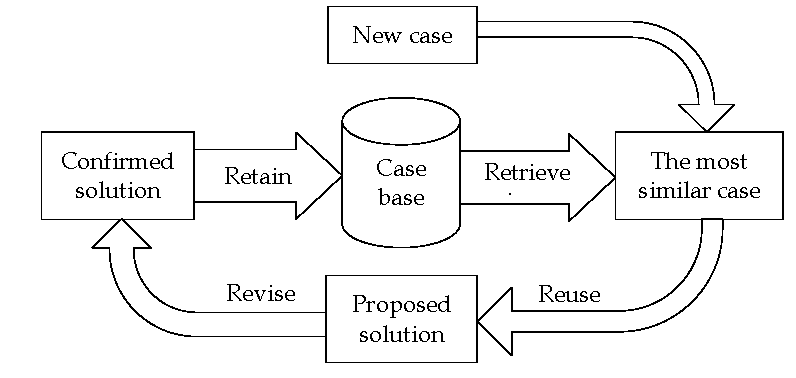 New case
Confirmed
solution
Retain
Case
base
Retrieve
The most
similar case
Revise
Proposed
solution
Reuse